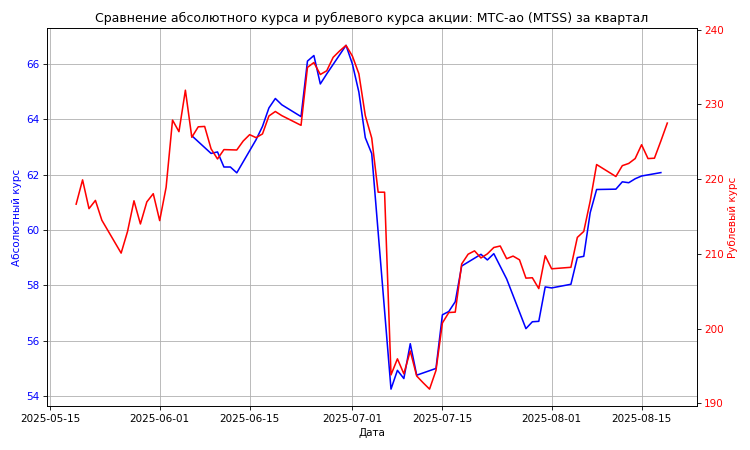 Сравнение абсолютного курса и рублевого курса акции: МТС-ао (MTSS) за квартал
240
66
230
64
62
220
Абсолютный курс
Рублевый курс
60
210
58
200
56
54
190
2025-05-15 2025-06-01 2025-06-15 2025-07-01 2025-07-15 2025-08-01 2025-08-15
Дата